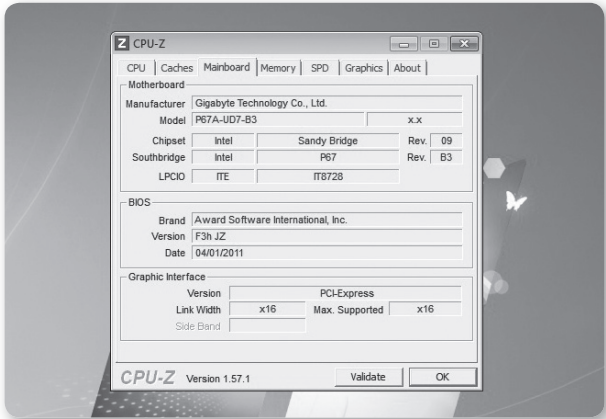 Z CPU-Z
CPU Caches Mainboard Memory SPD Graphics About
Motherboard
Manufacturer Gigabyte Technology Co., Ltd.
Model P67A-UD7-B3 x.x
Chipset Intel Sandy Bridge Rev. 09
Southbridge Intel P67 Rev. B3
LPCIO ITE IT8728
BIOS
Brand Award Software International, Inc.
Version F3h JZ
Date 04/01/2011
Graphic Interface
Version PCI-Express
Link Width x16 Max. Supported x16
Side Band
CPU-Z Version 1.57.1 Validate OK